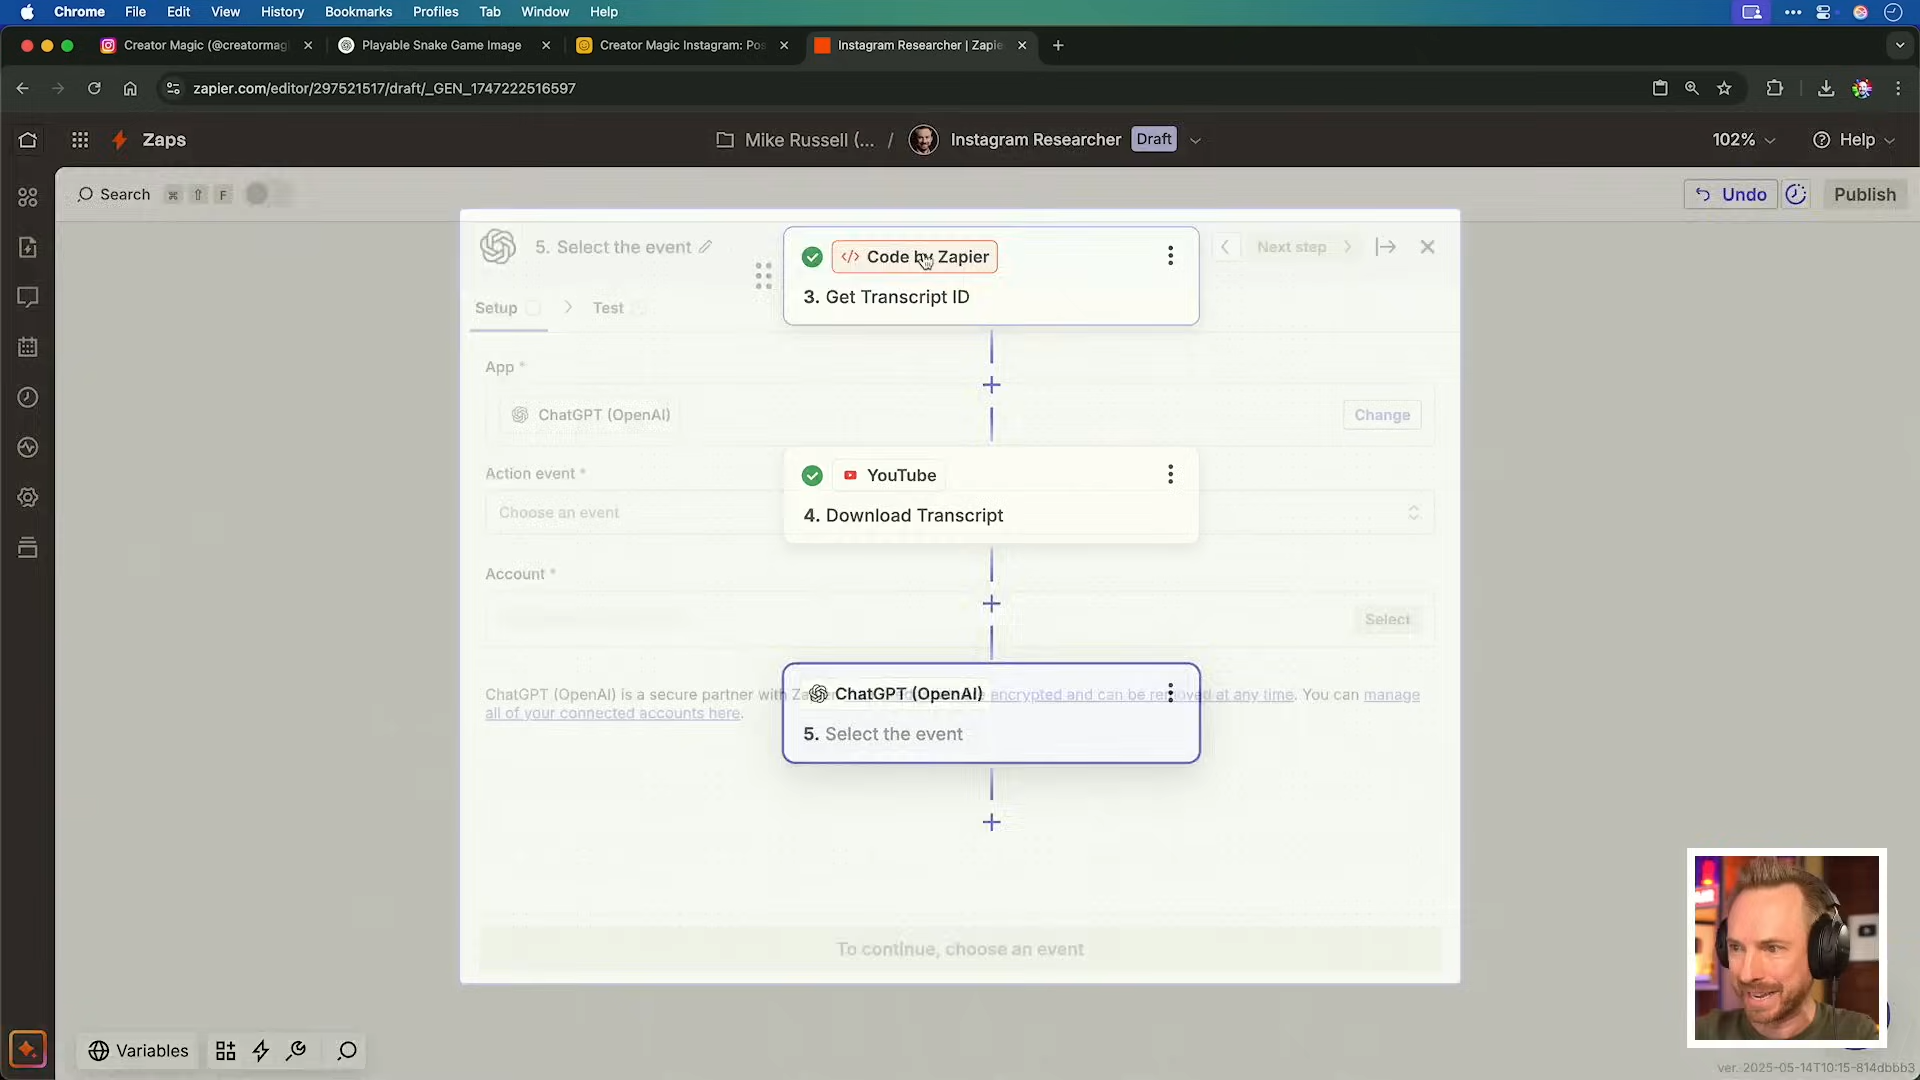 Chrome File Edit View History Bookmarks Profiles Tab Window Help
Creator Magic (@creatormag
Playable Snake Game Image
Creator Magic Instagram: Pos
Instagram Researcher | Zapie
zapier.com/editor/297521517/draft/_GEN_1747222516597
Zaps
Mike Russell (... / Instagram Researcher Draft
102%
Help
Search ⌘ ⇧ F
Undo
Publish
5. Select the event
Next step
Setup
Test
Code by Zapier
3. Get Transcript ID
App *
ChatGPT (OpenAI)
Change
YouTube
4. Download Transcript
Action event *
Choose an event
Account *
Select
ChatGPT (OpenAI) is a secure partner with encrypted and can be removed at any time. You can manage
all of your connected accounts here.
ChatGPT (OpenAI)
5. Select the event
To continue, choose an event
Variables
ver. 2025-05-14T10:15-814dbbb3